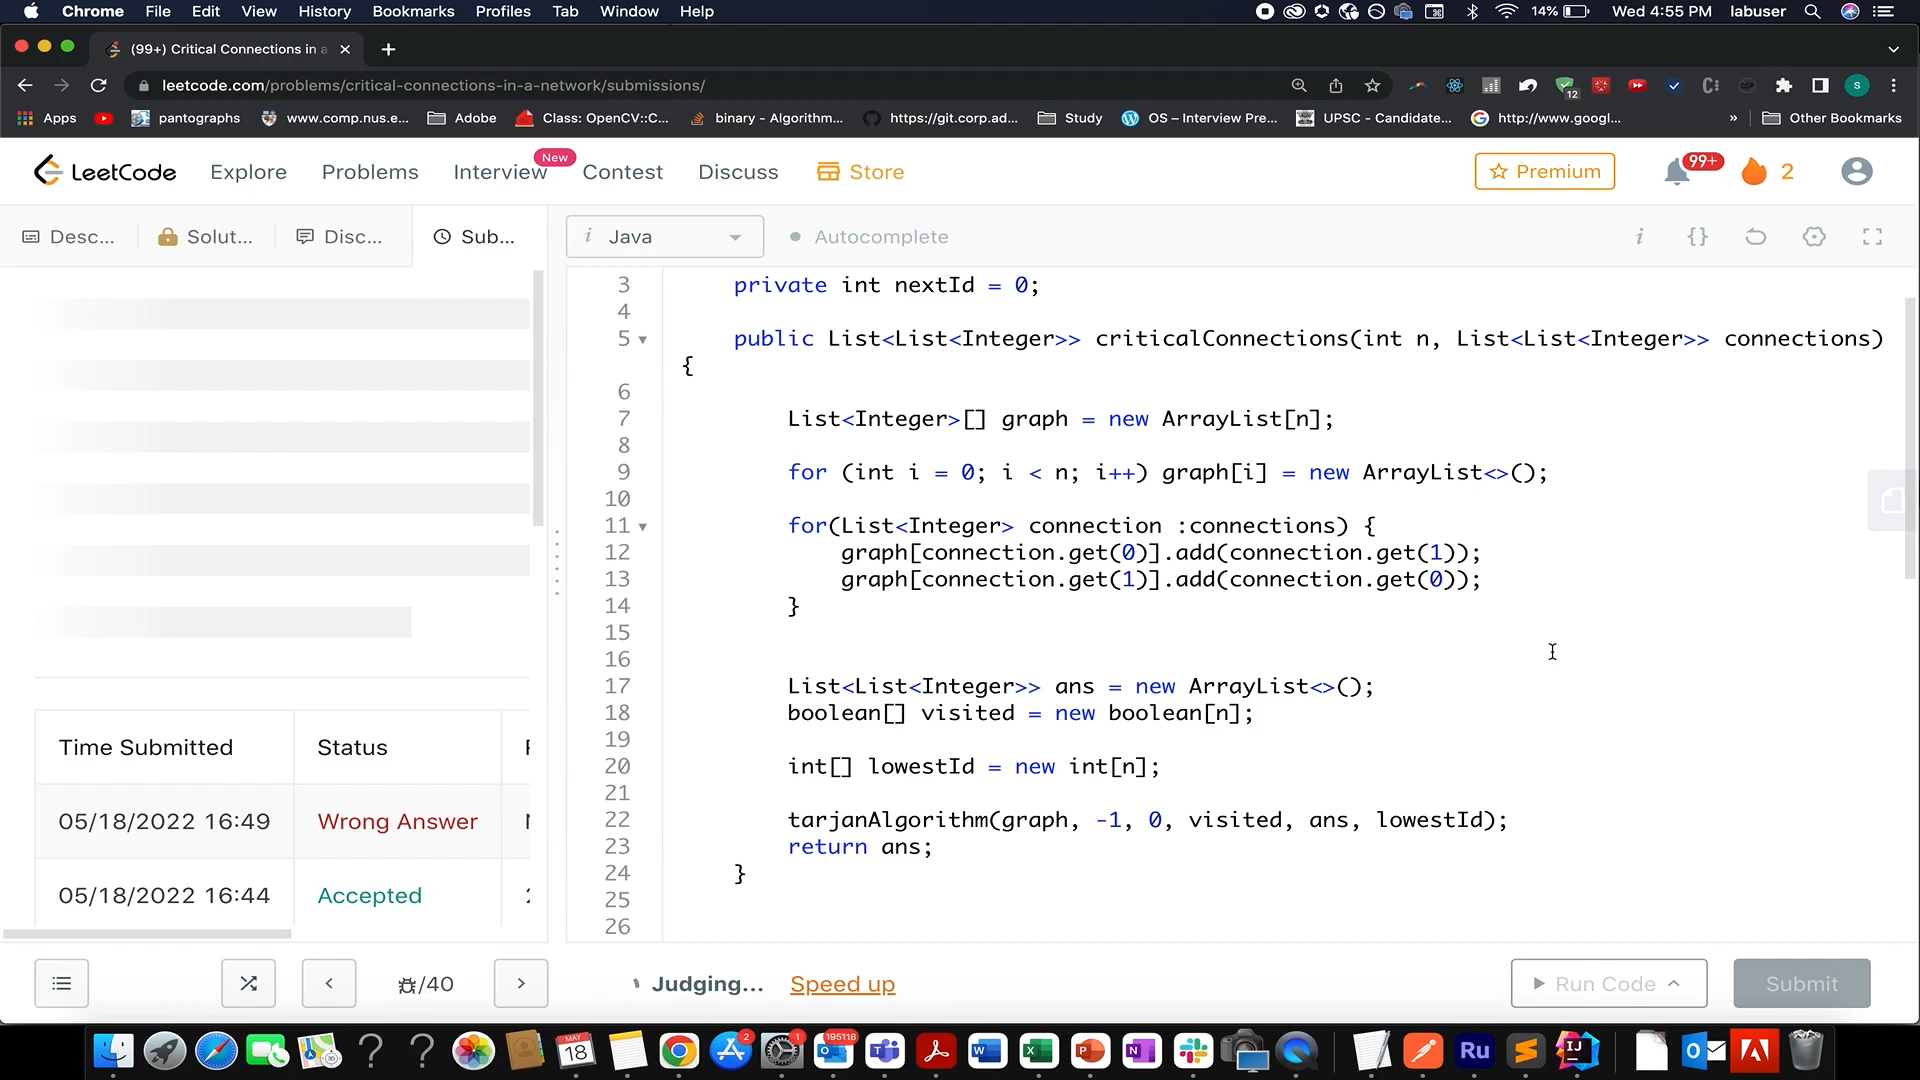 Chrome File Edit View History Bookmarks Profiles Tab Window Help 14% Wed 4:55 PM labuser
(99+) Critical Connections in a
leetcode.com/problems/critical-connections-in-a-network/submissions/ 12 S
Apps pantographs www.comp.nus.e... Adobe Class: OpenCV::C... binary - Algorithm... https://git.corp.ad... Study OS – Interview Pre... UPSC - Candidate... http://www.googl... » Other Bookmarks
LeetCode Explore Problems Interview New Contest Discuss Store Premium 99+ 2
Desc... Solut... Disc... Sub... i Java Autocomplete i {}
3 private int nextId = 0;
4
5 public List<List<Integer>> criticalConnections(int n, List<List<Integer>> connections)
{
6
7 List<Integer>[] graph = new ArrayList[n];
8
9 for (int i = 0; i < n; i++) graph[i] = new ArrayList<>();
10
11 for(List<Integer> connection :connections) {
12 graph[connection.get(0)].add(connection.get(1));
13 graph[connection.get(1)].add(connection.get(0));
14 }
15
16
17 List<List<Integer>> ans = new ArrayList<>();
18 boolean[] visited = new boolean[n];
19
20 int[] lowestId = new int[n];
21
22 tarjanAlgorithm(graph, -1, 0, visited, ans, lowestId);
23 return ans;
24 }
25
26
Time Submitted Status
05/18/2022 16:49 Wrong Answer
05/18/2022 16:44 Accepted
/40 Judging... Speed up Run Code Submit
MAY 18 2 1 195118 Ru IJ